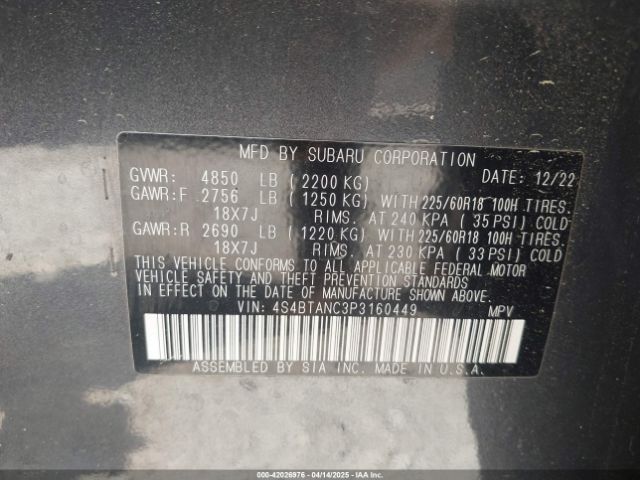 MFD BY SUBARU CORPORATION
GVWR: 4850 LB ( 2200 KG) DATE: 12/22
GAWR:F 2756 LB ( 1250 KG) WITH 225/60R18 100H TIRES.
18X7J RIMS. AT 240 KPA ( 35 PSI) COLD
GAWR:R 2690 LB ( 1220 KG) WITH 225/60R18 100H TIRES.
18X7J RIMS. AT 230 KPA ( 33 PSI) COLD
THIS VEHICLE CONFORMS TO ALL APPLICABLE FEDERAL MOTOR
VEHICLE SAFETY AND THEFT PREVENTION STANDARDS
IN EFFECT ON THE DATE OF MANUFACTURE SHOWN ABOVE.
VIN: 4S4BTANC3P3160449 MPV
ASSEMBLED BY SIA INC. MADE IN U.S.A.
000-42026976 - 04/14/2025 - IAAI.COM